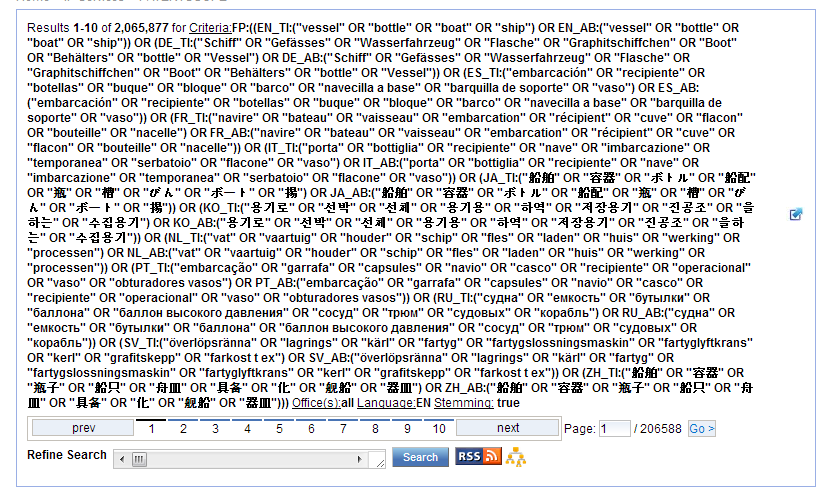 Results 1-10 of 2,065,877 for Criteria:FP:((EN_TI:("vessel" OR "bottle" OR "boat" OR "ship") OR EN_AB:("vessel" OR "bottle" OR
"boat" OR "ship")) OR (DE_TI:("Schiff" OR "Gefässes" OR "Wasserfahrzeug" OR "Flasche" OR "Graphitschiffchen" OR "Boot"
OR "Behälters" OR "bottle" OR "Vessel") OR DE_AB:("Schiff" OR "Gefässes" OR "Wasserfahrzeug" OR "Flasche" OR
"Graphitschiffchen" OR "Boot" OR "Behälters" OR "bottle" OR "Vessel")) OR (ES_TI:("embarcación" OR "recipiente" OR
"botellas" OR "buque" OR "bloque" OR "barco" OR "navecilla a base" OR "barquilla de soporte" OR "vaso") OR ES_AB:
("embarcación" OR "recipiente" OR "botellas" OR "buque" OR "bloque" OR "barco" OR "navecilla a base" OR "barquilla de
soporte" OR "vaso")) OR (FR_TI:("navire" OR "bateau" OR "vaisseau" OR "embarcation" OR "récipient" OR "cuve" OR "flacon"
OR "bouteille" OR "nacelle") OR FR_AB:("navire" OR "bateau" OR "vaisseau" OR "embarcation" OR "récipient" OR "cuve" OR
"flacon" OR "bouteille" OR "nacelle")) OR (IT_TI:("porta" OR "bottiglia" OR "recipiente" OR "nave" OR "imbarcazione" OR
"temporanea" OR "serbatoio" OR "flacone" OR "vaso") OR IT_AB:("porta" OR "bottiglia" OR "recipiente" OR "nave" OR
"imbarcazione" OR "temporanea" OR "serbatoio" OR "flacone" OR "vaso")) OR (JA_TI:("船舶" OR "容器" OR "ボトル" OR "船配"
OR "瓶" OR "槽" OR "びん" OR "ボート" OR "揚") OR JA_AB:("船舶" OR "容器" OR "ボトル" OR "船配" OR "瓶" OR "槽" OR "び
ん" OR "ボート" OR "揚")) OR (KO_TI:("용기로" OR "선박" OR "선체" OR "용기용" OR "하역" OR "저장용기" OR "진공조" OR "을
하는" OR "수집용기") OR KO_AB:("용기로" OR "선박" OR "선체" OR "용기용" OR "하역" OR "저장용기" OR "진공조" OR "을하
는" OR "수집용기")) OR (NL_TI:("vat" OR "vaartuig" OR "houder" OR "schip" OR "fles" OR "laden" OR "huis" OR "werking" OR
"processen") OR NL_AB:("vat" OR "vaartuig" OR "houder" OR "schip" OR "fles" OR "laden" OR "huis" OR "werking" OR
"processen")) OR (PT_TI:("embarcação" OR "garrafa" OR "capsules" OR "navio" OR "casco" OR "recipiente" OR "operacional"
OR "vaso" OR "obturadores vasos") OR PT_AB:("embarcação" OR "garrafa" OR "capsules" OR "navio" OR "casco" OR
"recipiente" OR "operacional" OR "vaso" OR "obturadores vasos")) OR (RU_TI:("судна" OR "емкость" OR "бутылки" OR
"баллона" OR "баллон высокого давления" OR "сосуд" OR "трюм" OR "судовых" OR "корабль") OR RU_AB:("судна" OR
"емкость" OR "бутылки" OR "баллона" OR "баллон высокого давления" OR "сосуд" OR "трюм" OR "судовых" OR
"корабль")) OR (SV_TI:("överlöpsränna" OR "lagrings" OR "kärl" OR "fartyg" OR "fartygslossningsmaskin" OR "fartyglyftkrans"
OR "kerl" OR "grafitskepp" OR "farkost t ex") OR SV_AB:("överlöpsränna" OR "lagrings" OR "kärl" OR "fartyg" OR
"fartygslossningsmaskin" OR "fartyglyftkrans" OR "kerl" OR "grafitskepp" OR "farkost t ex")) OR (ZH_TI:("船舶" OR "容器" OR
"瓶子" OR "船只" OR "舟皿" OR "具备" OR "化" OR "舰船" OR "器皿") OR ZH_AB:("船舶" OR "容器" OR "瓶子" OR "船只" OR "舟
皿" OR "具备" OR "化" OR "舰船" OR "器皿"))) Office(s):all Language:EN Stemming: true
prev 1 2 3 4 5 6 7 8 9 10 next Page: 1 / 206588 Go >
Refine Search Search RSS